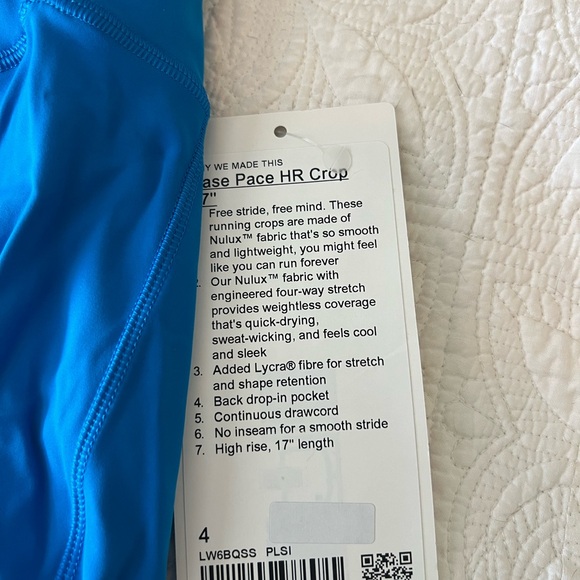 Y WE MADE THIS
ase Pace HR Crop
7"
Free stride, free mind. These
running crops are made of
Nulux™ fabric that's so smooth
and lightweight, you might feel
like you can run forever
2. Our Nulux™ fabric with
engineered four-way stretch
provides weightless coverage
that's quick-drying,
sweat-wicking, and feels cool
and sleek
3. Added Lycra® fibre for stretch
and shape retention
4. Back drop-in pocket
5. Continuous drawcord
6. No inseam for a smooth stride
7. High rise, 17" length
4
LW6BQSS PLSI